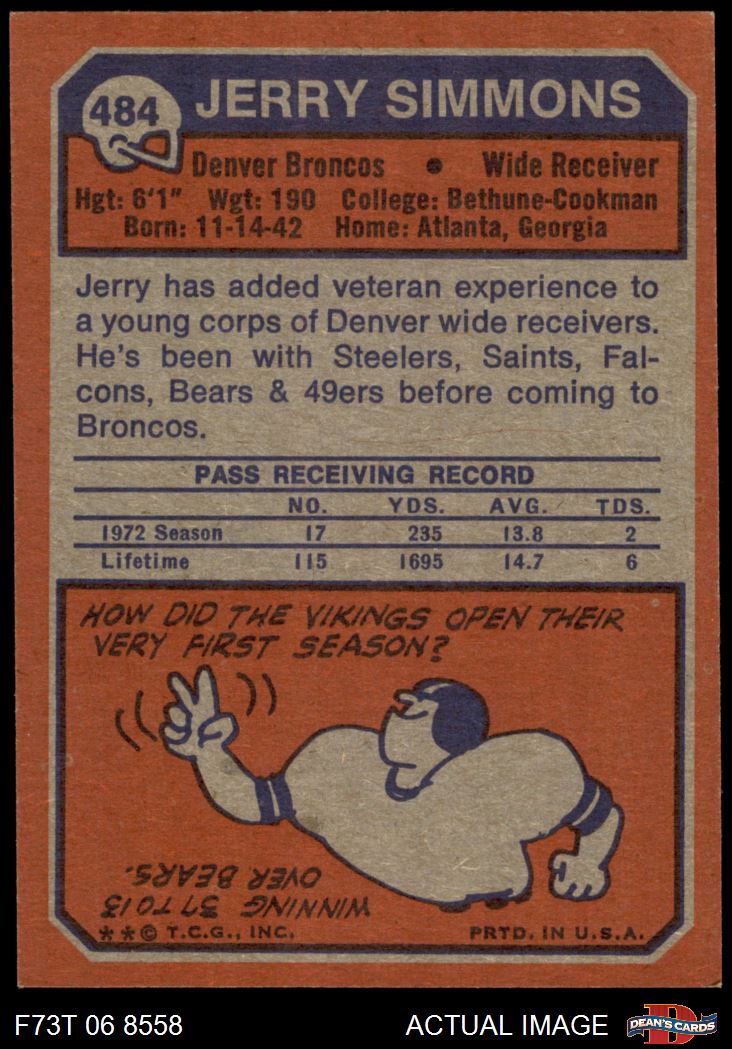 484
JERRY SIMMONS
Denver Broncos • Wide Receiver
Hgt: 6'1" Wgt: 190 College: Bethune-Cookman
Born: 11-14-42 Home: Atlanta, Georgia
Jerry has added veteran experience to
a young corps of Denver wide receivers.
He's been with Steelers, Saints, Fal-
cons, Bears & 49ers before coming to
Broncos.
PASS RECEIVING RECORD
NO. YDS. AVG. TDS.
1972 Season 17 235 13.8 2
Lifetime 115 1695 14.7 6
HOW DID THE VIKINGS OPEN THEIR
VERY FIRST SEASON?
WINNING 37 TO 13
OVER BEARS.
**© T.C.G., INC. PRTD. IN U.S.A.
F73T 06 8558 ACTUAL IMAGE
D
DEAN'S CARDS